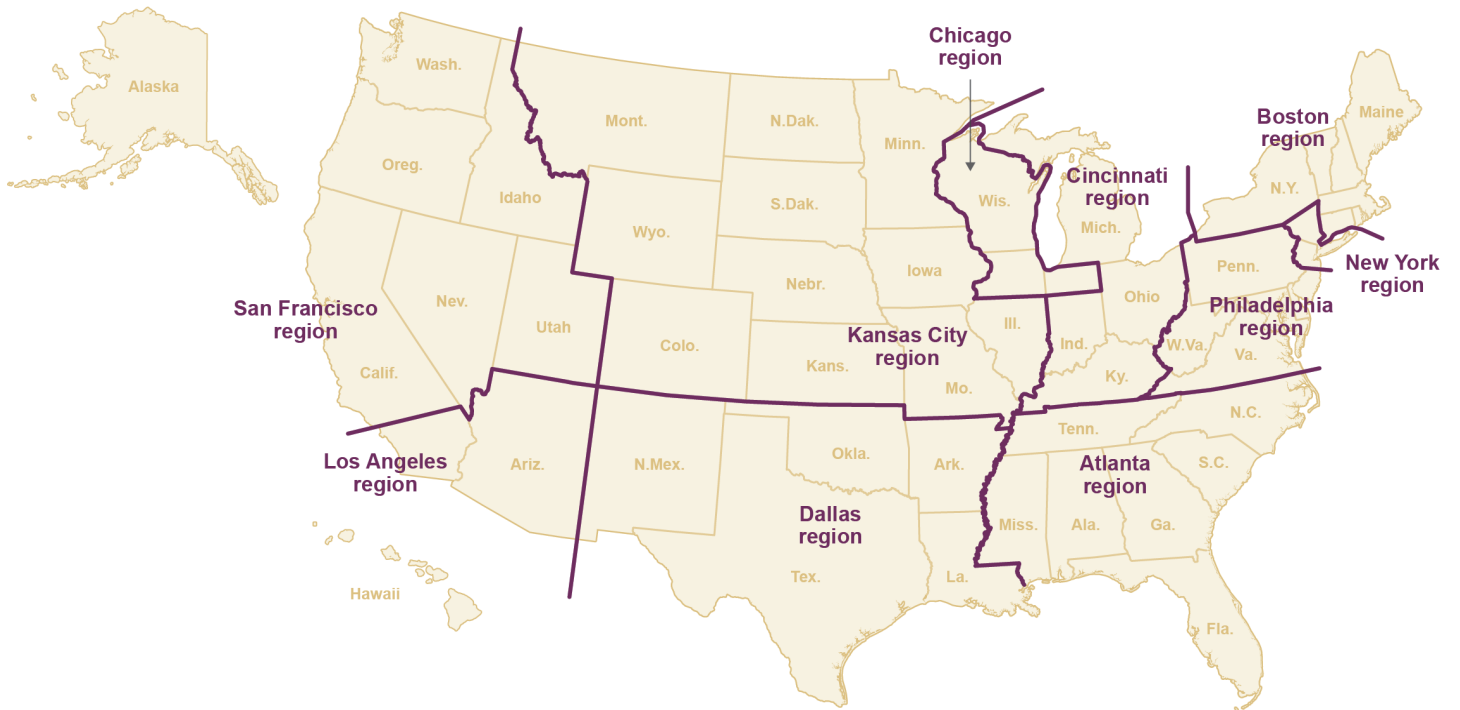 Chicago
region
Wash.
Alaska
Mont.
N.Dak.
Minn.
Boston
region
Maine
Oreg.
Idaho
S.Dak.
Wis.
Cincinnati
region
N.Y.
Wyo.
Mich.
Iowa
Penn.
New York
region
Nebr.
Ohio
San Francisco
region
Nev.
Utah
Colo.
Kans.
Kansas City
region
Ill.
Ind.
W.Va.
Philadelphia
region
Va.
Calif.
Mo.
Ky.
N.C.
Tenn.
Los Angeles
region
Ariz.
N.Mex.
Okla.
Ark.
Atlanta
region
S.C.
Dallas
region
Miss.
Ala.
Ga.
Hawaii
Tex.
La.
Fla.